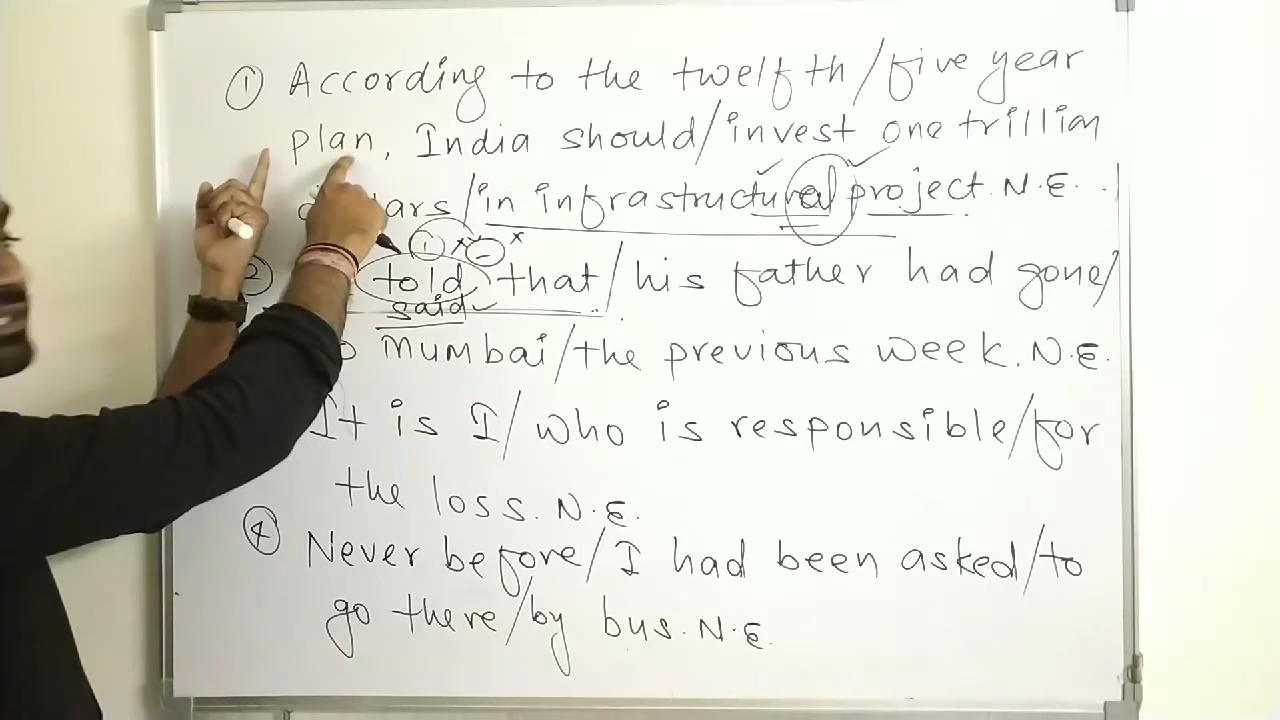 ① According to the twelfth/five year
plan, India should/invest one trillion
ars/in infrastructural project. N.E.
① -
② told that/his father had gone/
said
Mumbai/the previous week. N.E.
It is I/who is responsible/for
the loss. N.E.
④ Never before/I had been asked/to
go there/by bus. N.E.